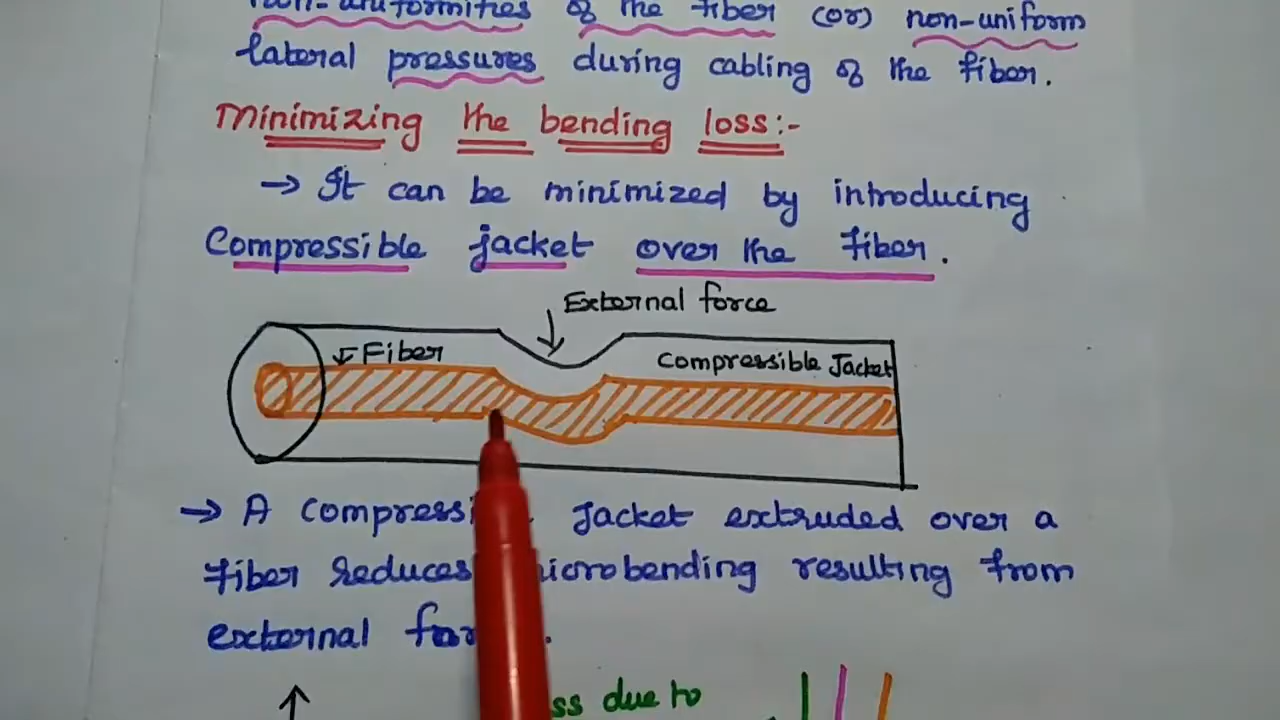 non-uniformities of the fiber (or) non-uniform
lateral pressures during cabling of the fiber.
Minimizing the bending loss:-
→ It can be minimized by introducing
Compressible jacket over the fiber.
External force
Fiber
Compressible Jacket
→ A compress Jacket extruded over a
fiber reduces microbending resulting from
external for
ss due to